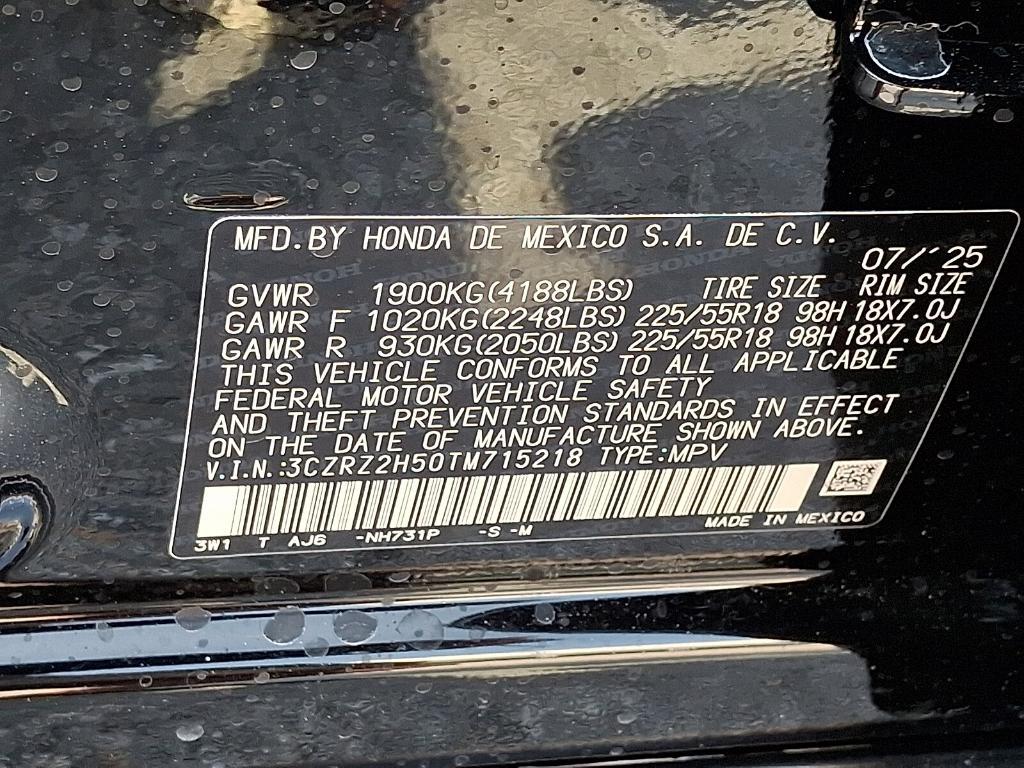 MFD.BY HONDA DE MEXICO S.A. DE C.V.
07/'25
GVWR 1900KG(4188LBS) TIRE SIZE RIM SIZE
GAWR F 1020KG(2248LBS) 225/55R18 98H 18X7.0J
GAWR R 930KG(2050LBS) 225/55R18 98H 18X7.0J
THIS VEHICLE CONFORMS TO ALL APPLICABLE
FEDERAL MOTOR VEHICLE SAFETY
AND THEFT PREVENTION STANDARDS IN EFFECT
ON THE DATE OF MANUFACTURE SHOWN ABOVE.
V.I.N.:3CZRZ2H50TM715218 TYPE:MPV
3W1 T AJ6 -NH731P -S -M MADE IN MEXICO